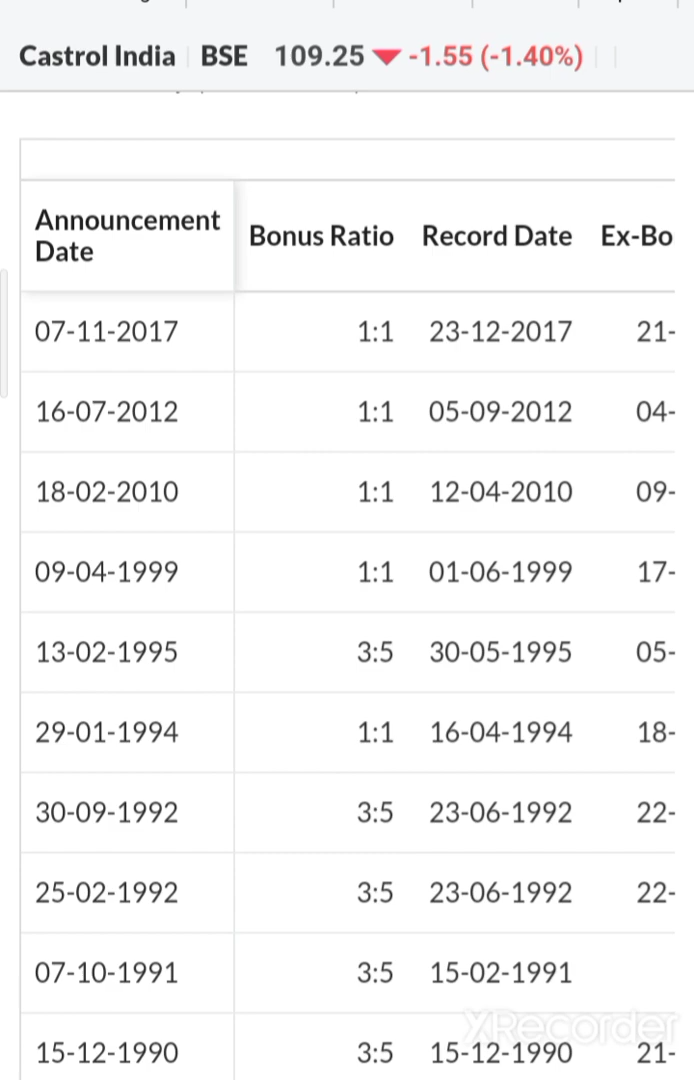 Castrol India BSE 109.25 ▼ -1.55 (-1.40%)
Announcement Date Bonus Ratio Record Date Ex-Bo
07-11-2017 1:1 23-12-2017 21-
16-07-2012 1:1 05-09-2012 04-
18-02-2010 1:1 12-04-2010 09-
09-04-1999 1:1 01-06-1999 17-
13-02-1995 3:5 30-05-1995 05-
29-01-1994 1:1 16-04-1994 18-
30-09-1992 3:5 23-06-1992 22-
25-02-1992 3:5 23-06-1992 22-
07-10-1991 3:5 15-02-1991
XRecorder
15-12-1990 3:5 15-12-1990 21-